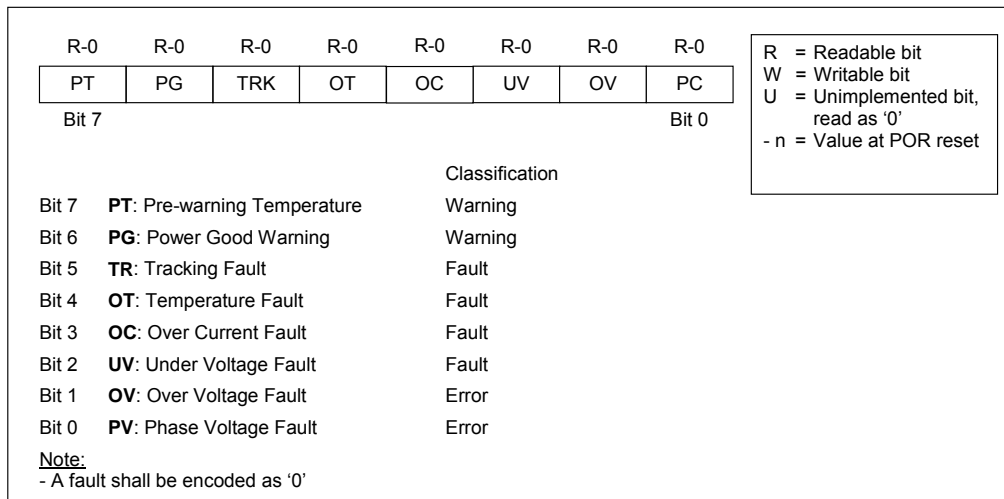 R-0 R-0 R-0 R-0 R-0 R-0 R-0 R-0
PT PG TRK OT OC UV OV PC
Bit 7 Bit 0
R = Readable bit
W = Writable bit
U = Unimplemented bit,
read as ‘0’
- n = Value at POR reset
Classification
Bit 7 PT: Pre-warning Temperature Warning
Bit 6 PG: Power Good Warning Warning
Bit 5 TR: Tracking Fault Fault
Bit 4 OT: Temperature Fault Fault
Bit 3 OC: Over Current Fault Fault
Bit 2 UV: Under Voltage Fault Fault
Bit 1 OV: Over Voltage Fault Error
Bit 0 PV: Phase Voltage Fault Error
Note:
- A fault shall be encoded as ‘0’